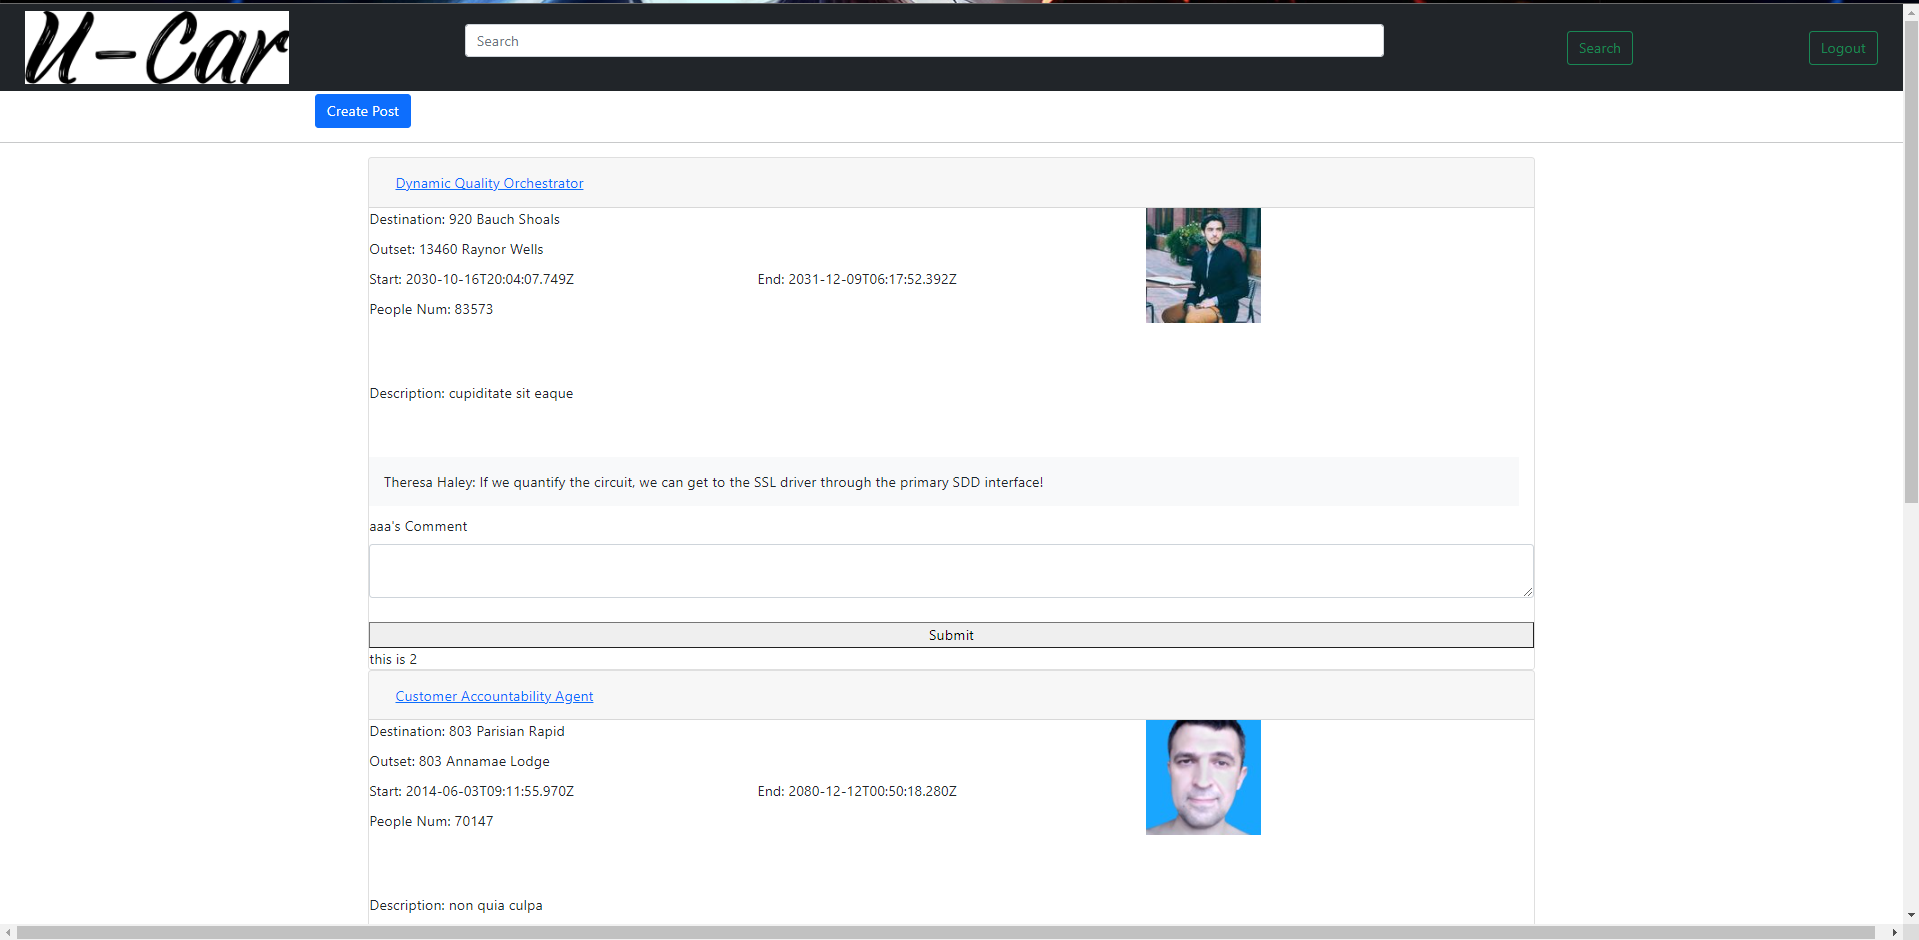 U-Car
Search
Search
Logout
Create Post
Dynamic Quality Orchestrator
Destination: 920 Bauch Shoals
Outset: 13460 Raynor Wells
Start: 2030-10-16T20:04:07.749Z End: 2031-12-09T06:17:52.392Z
People Num: 83573
Description: cupiditate sit eaque
Theresa Haley: If we quantify the circuit, we can get to the SSL driver through the primary SDD interface!
aaa's Comment
Submit
this is 2
Customer Accountability Agent
Destination: 803 Parisian Rapid
Outset: 803 Annamae Lodge
Start: 2014-06-03T09:11:55.970Z End: 2080-12-12T00:50:18.280Z
People Num: 70147
Description: non quia culpa